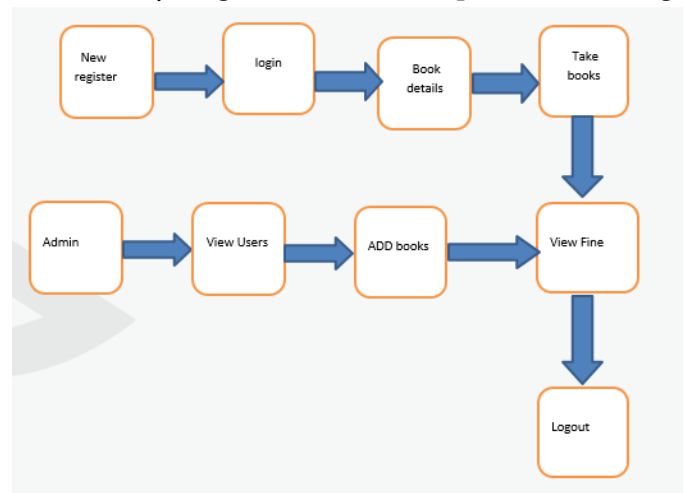 New
register
login
Book
details
Take
books
Admin
View Users
ADD books
View Fine
Logout